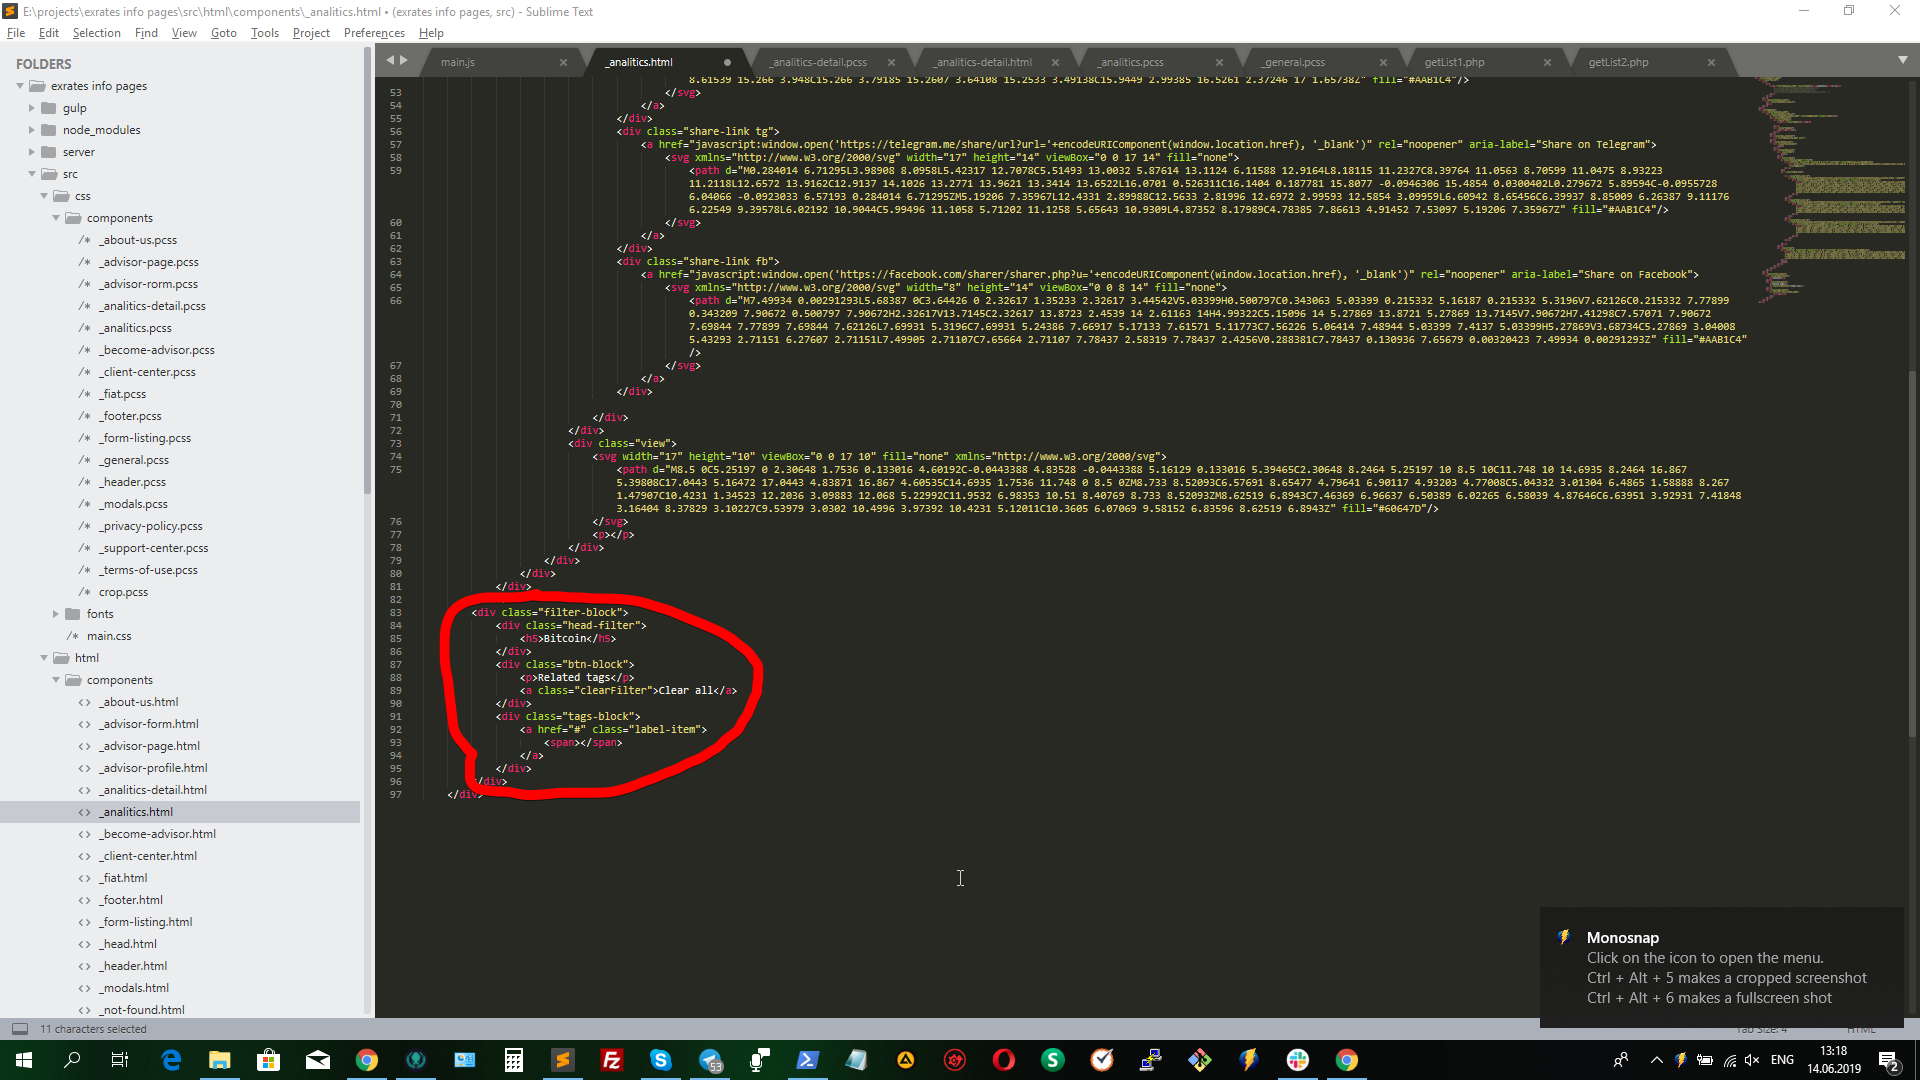 E:\projects\exrates info pages\src\html\components\_analitics.html • (exrates info pages, src) - Sublime Text
File Edit Selection Find View Goto Tools Project Preferences Help
FOLDERS
exrates info pages
gulp
node_modules
server
src
css
components
/* _about-us.pcss
/* _advisor-page.pcss
/* _advisor-rorm.pcss
/* _analitics-detail.pcss
/* _analitics.pcss
/* _become-advisor.pcss
/* _client-center.pcss
/* _fiat.pcss
/* _footer.pcss
/* _form-listing.pcss
/* _general.pcss
/* _header.pcss
/* _modals.pcss
/* _privacy-policy.pcss
/* _support-center.pcss
/* _terms-of-use.pcss
/* crop.pcss
fonts
/* main.css
html
components
<> _about-us.html
<> _advisor-form.html
<> _advisor-page.html
<> _advisor-profile.html
<> _analitics-detail.html
<> _analitics.html
<> _become-advisor.html
<> _client-center.html
<> _fiat.html
<> _footer.html
<> _form-listing.html
<> _head.html
<> _header.html
<> _modals.html
<> _not-found.html
main.js _analitics.html _analitics-detail.pcss _analitics-detail.html _analitics.pcss _general.pcss getList1.php getList2.php
8.61539 15.266 3.948C15.266 3.79185 15.2607 3.64108 15.2533 3.49138C15.9449 2.99385 16.5261 2.37246 17 1.65738Z" fill="#AAB1C4"/>
53 </svg>
54 </a>
55 </div>
56 <div class="share-link tg">
57 <a href="javascript:window.open('https://telegram.me/share/url?url='+encodeURIComponent(window.location.href), '_blank')" rel="noopener" aria-label="Share on Telegram">
58 <svg xmlns="http://www.w3.org/2000/svg" width="17" height="14" viewBox="0 0 17 14" fill="none">
59 <path d="M0.284014 6.71295L3.98908 8.0958L5.42317 12.7078C5.51493 13.0032 5.87614 13.1124 6.11588 12.9164L8.18115 11.2327C8.39764 11.0563 8.70599 11.0475 8.93223
11.2118L12.6572 13.9162C12.9137 14.1026 13.2771 13.9621 13.3414 13.6522L16.0701 0.526311C16.1404 0.187781 15.8077 -0.0946306 15.4854 0.0300402L0.279672 5.89594C-0.0955728
6.04066 -0.0923033 6.57193 0.284014 6.71295ZM5.19206 7.35967L12.4331 2.89988C12.5633 2.81996 12.6972 2.99593 12.5854 3.09959L6.60942 8.65456C6.39937 8.85009 6.26387 9.11176
6.22549 9.39578L6.02192 10.9044C5.99496 11.1058 5.71202 11.1258 5.65643 10.9309L4.87352 8.17989C4.78385 7.86613 4.91452 7.53097 5.19206 7.35967Z" fill="#AAB1C4"/>
60 </svg>
61 </a>
62 </div>
63 <div class="share-link fb">
64 <a href="javascript:window.open('https://facebook.com/sharer/sharer.php?u='+encodeURIComponent(window.location.href), '_blank')" rel="noopener" aria-label="Share on Facebook">
65 <svg xmlns="http://www.w3.org/2000/svg" width="8" height="14" viewBox="0 0 8 14" fill="none">
66 <path d="M7.49934 0.00291293L5.68387 0C3.64426 0 2.32617 1.35233 2.32617 3.44542V5.03399H0.500797C0.343063 5.03399 0.215332 5.16187 0.215332 5.3196V7.62126C0.215332 7.77899
0.343209 7.90672 0.500797 7.90672H2.32617V13.7145C2.32617 13.8723 2.4539 14 2.61163 14H4.99322C5.15096 14 5.27869 13.8721 5.27869 13.7145V7.90672H7.41298C7.57071 7.90672
7.69844 7.77899 7.69844 7.62126L7.69931 5.3196C7.69931 5.24386 7.66917 5.17133 7.61571 5.11773C7.56226 5.06414 7.48944 5.03399 7.4137 5.03399H5.27869V3.68734C5.27869 3.04008
5.43293 2.71151 6.27607 2.71151L7.49905 2.71107C7.65664 2.71107 7.78437 2.58319 7.78437 2.4256V0.288381C7.78437 0.130936 7.65679 0.00320423 7.49934 0.00291293Z" fill="#AAB1C4"
/>
67 </svg>
68 </a>
69 </div>
70
71 </div>
72 </div>
73 <div class="view">
74 <svg width="17" height="10" viewBox="0 0 17 10" fill="none" xmlns="http://www.w3.org/2000/svg">
75 <path d="M8.5 0C5.25197 0 2.30648 1.7536 0.133016 4.60192C-0.0443388 4.83528 -0.0443388 5.16129 0.133016 5.39465C2.30648 8.2464 5.25197 10 8.5 10C11.748 10 14.6935 8.2464 16.867
5.39808C17.0443 5.16472 17.0443 4.83871 16.867 4.60535C14.6935 1.7536 11.748 0 8.5 0ZM8.733 8.52093C6.57691 8.65477 4.79641 6.90117 4.93203 4.77008C5.04332 3.01304 6.4865 1.58888 8.267
1.47907C10.4231 1.34523 12.2036 3.09883 12.068 5.22992C11.9532 6.98353 10.51 8.40769 8.733 8.52093ZM8.62519 6.8943C7.46369 6.96637 6.50389 6.02265 6.58039 4.87646C6.63951 3.92931 7.41848
3.16404 8.37829 3.10227C9.53979 3.0302 10.4996 3.97392 10.4231 5.12011C10.3605 6.07069 9.58152 6.83596 8.62519 6.8943Z" fill="#60647D"/>
76 </svg>
77 <p></p>
78 </div>
79 </div>
80 </div>
81 </div>
82
83 <div class="filter-block">
84 <div class="head-filter">
85 <h5>Bitcoin</h5>
86 </div>
87 <div class="btn-block">
88 <p>Related tags</p>
89 <a class="clearFilter">Clear all</a>
90 </div>
91 <div class="tags-block">
92 <a href="#" class="label-item">
93 <span></span>
94 </a>
95 </div>
96 </div>
97 </div>
Monosnap
Click on the icon to open the menu.
Ctrl + Alt + 5 makes a cropped screenshot
Ctrl + Alt + 6 makes a fullscreen shot
11 characters selected
Tab Size: 4 HTML
53
ENG
13:18
14.06.2019
2